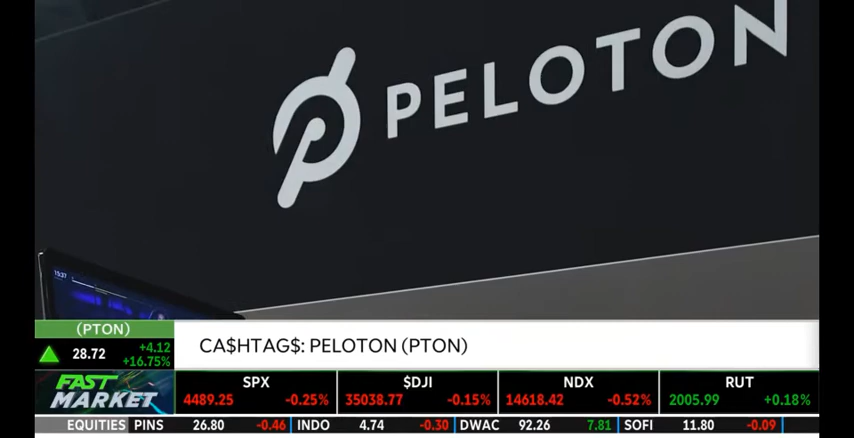 PELOTON
15:27
(PTON)
28.72
+4.12
+16.75%
CA$HTAG$: PELOTON (PTON)
FAST
MARKET
SPX
4489.25 -0.25%
$DJI
35038.77 -0.15%
NDX
14618.42 -0.52%
RUT
2005.99 +0.18%
EQUITIES PINS 26.80 -0.46 INDO 4.74 -0.30 DWAC 92.26 7.81 SOFI 11.80 -0.09